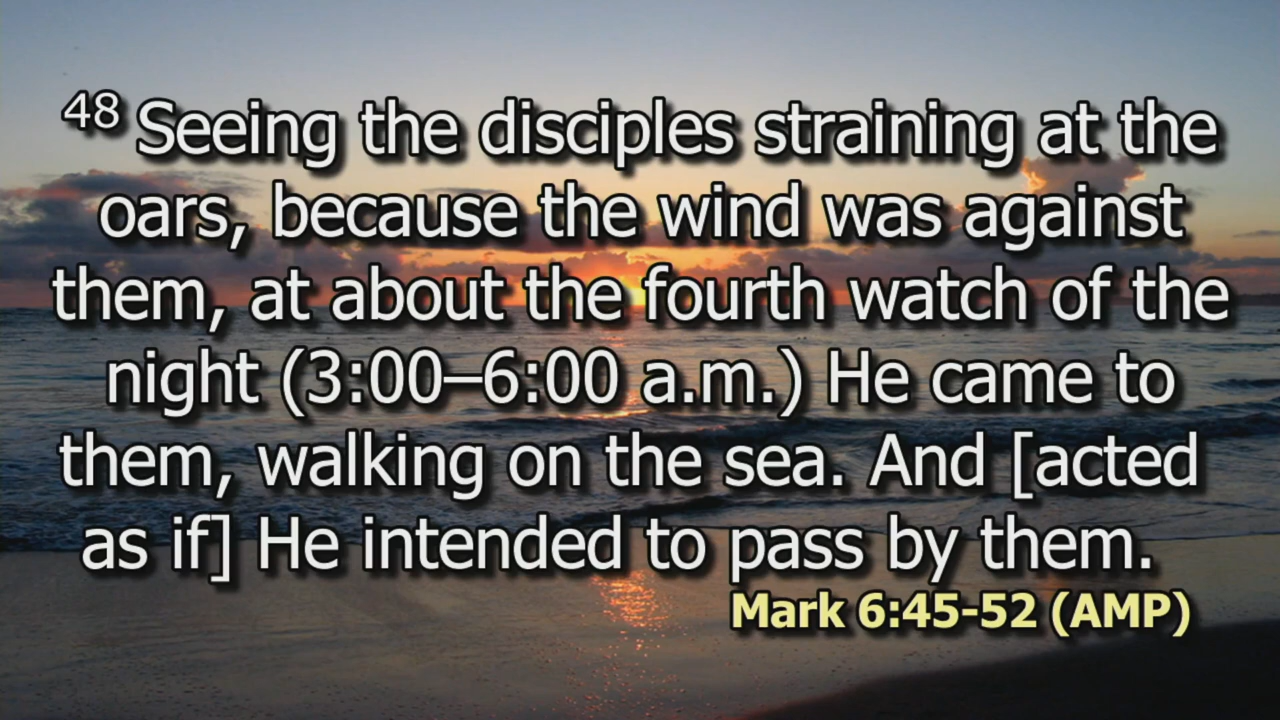 48 Seeing the disciples straining at the
oars, because the wind was against
them, at about the fourth watch of the
night (3:00–6:00 a.m.) He came to
them, walking on the sea. And [acted
as if] He intended to pass by them.
Mark 6:45-52 (AMP)